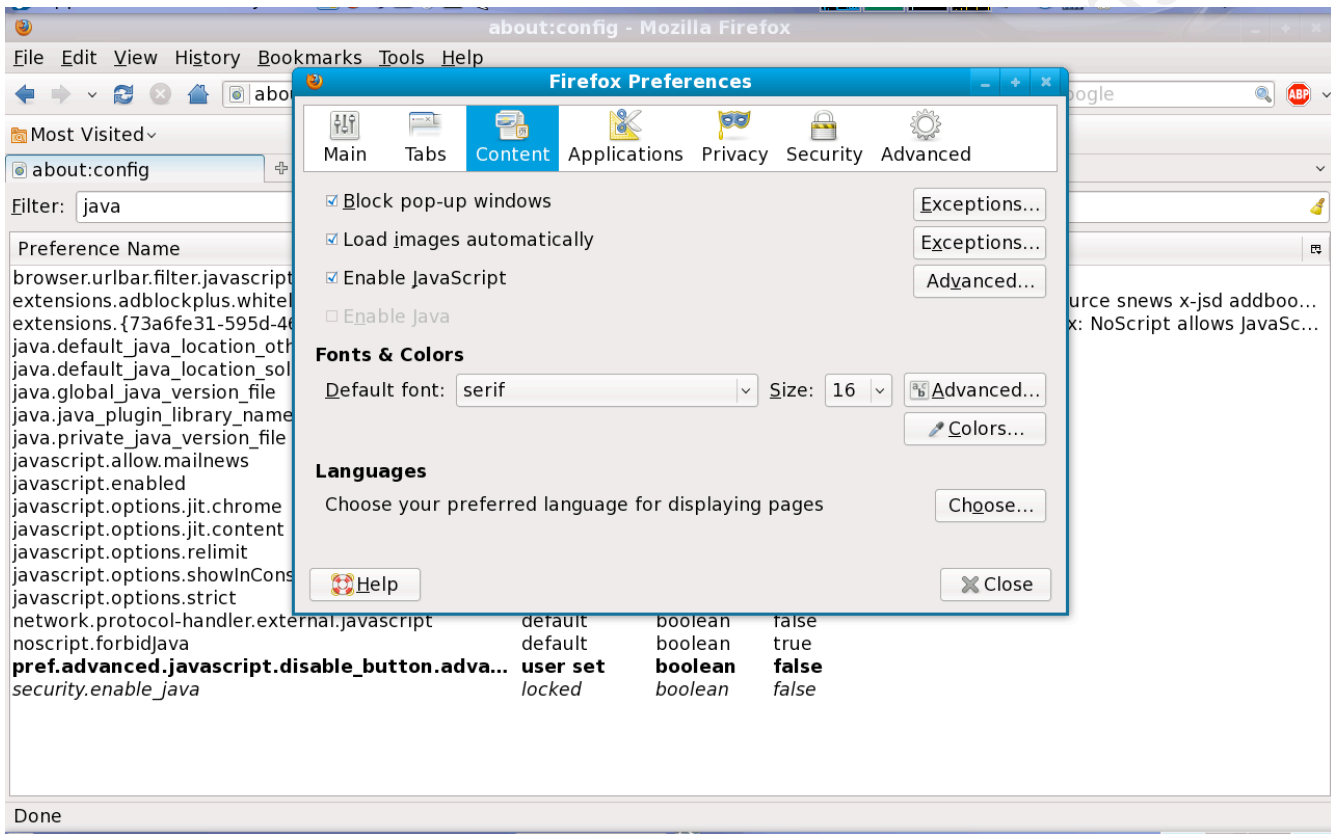 about:config - Mozilla Firefox
File Edit View History Bookmarks Tools Help
Firefox Preferences
abou
oogle
ABP
Most Visited
Main Tabs Content Applications Privacy Security Advanced
about:config
Block pop-up windows Exceptions...
Filter: java
Load images automatically Exceptions...
Preference Name
Enable JavaScript Advanced...
browser.urlbar.filter.javascript
extensions.adblockplus.whitel urce snews x-jsd addboo...
extensions.{73a6fe31-595d-46 x: NoScript allows JavaSc...
Enable Java
java.default_java_location_oth
Fonts & Colors
java.default_java_location_sol
java.global_java_version_file
Default font: serif Size: 16 Advanced...
java.java_plugin_library_name
Colors...
java.private_java_version_file
javascript.allow.mailnews
Languages
javascript.enabled
Choose your preferred language for displaying pages Choose...
javascript.options.jit.chrome
javascript.options.jit.content
javascript.options.relimit
javascript.options.showInCons
Help Close
javascript.options.strict
network.protocol-handler.external.javascript default boolean false
noscript.forbidJava default boolean true
pref.advanced.javascript.disable_button.adva... user set boolean false
security.enable_java locked boolean false
Done